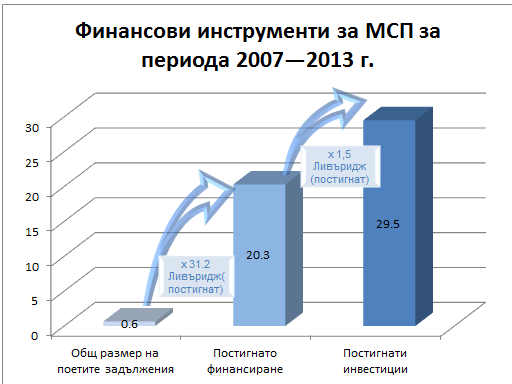 Финансови инструменти за МСП за
периода 2007—2013 г.
30
25
20
15
10
5
0
x 1,5
Ливъридж
(постигнат)
x 31.2
Ливъридж(
постигнат)
0.6
20.3
29.5
Общ размер на
поетите задължения
Постигнато
финансиране
Постигнати
инвестиции